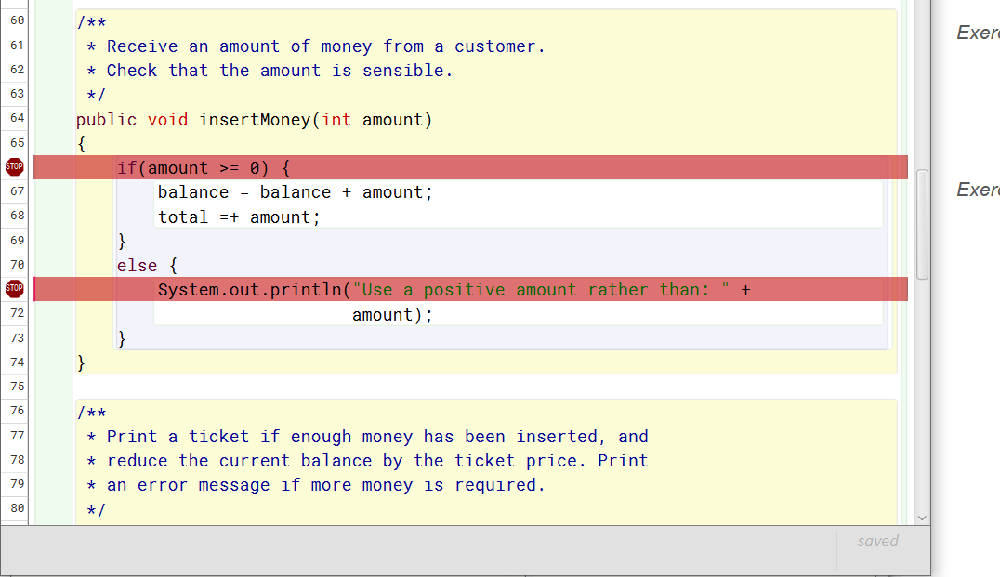 60 /**
61 * Receive an amount of money from a customer.
62 * Check that the amount is sensible.
63 */
64 public void insertMoney(int amount)
65 {
STOP if(amount >= 0) {
67 balance = balance + amount;
68 total =+ amount;
69 }
70 else {
STOP System.out.println("Use a positive amount rather than: " +
72 amount);
73 }
74 }
75
76 /**
77 * Print a ticket if enough money has been inserted, and
78 * reduce the current balance by the ticket price. Print
79 * an error message if more money is required.
80 */
saved
Exer
Exer